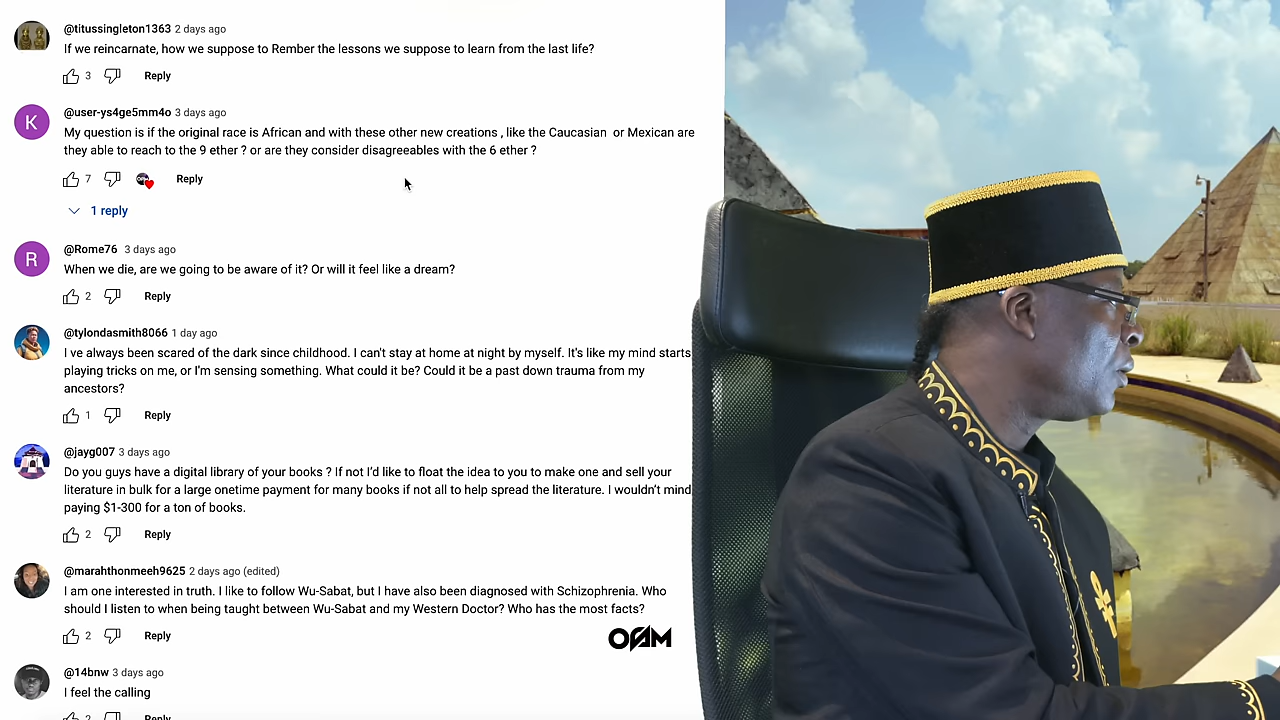 @titussingleton1363 2 days ago
If we reincarnate, how we suppose to Rember the lessons we suppose to learn from the last life?
3 Reply
K
@user-ys4ge5mm4o 3 days ago
My question is if the original race is African and with these other new creations , like the Caucasian or Mexican are
they able to reach to the 9 ether ? or are they consider disagreeables with the 6 ether ?
7 Reply
1 reply
R
@Rome76 3 days ago
When we die, are we going to be aware of it? Or will it feel like a dream?
2 Reply
@tylondasmith8066 1 day ago
I ve always been scared of the dark since childhood. I can't stay at home at night by myself. It's like my mind starts
playing tricks on me, or I'm sensing something. What could it be? Could it be a past down trauma from my
ancestors?
1 Reply
@jayg007 3 days ago
Do you guys have a digital library of your books ? If not I'd like to float the idea to you to make one and sell your
literature in bulk for a large onetime payment for many books if not all to help spread the literature. I wouldn't mind
paying $1-300 for a ton of books.
2 Reply
@marahthonmeeh9625 2 days ago (edited)
I am one interested in truth. I like to follow Wu-Sabat, but I have also been diagnosed with Schizophrenia. Who
should I listen to when being taught between Wu-Sabat and my Western Doctor? Who has the most facts?
2 Reply
@14bnw 3 days ago
I feel the calling
2 Reply